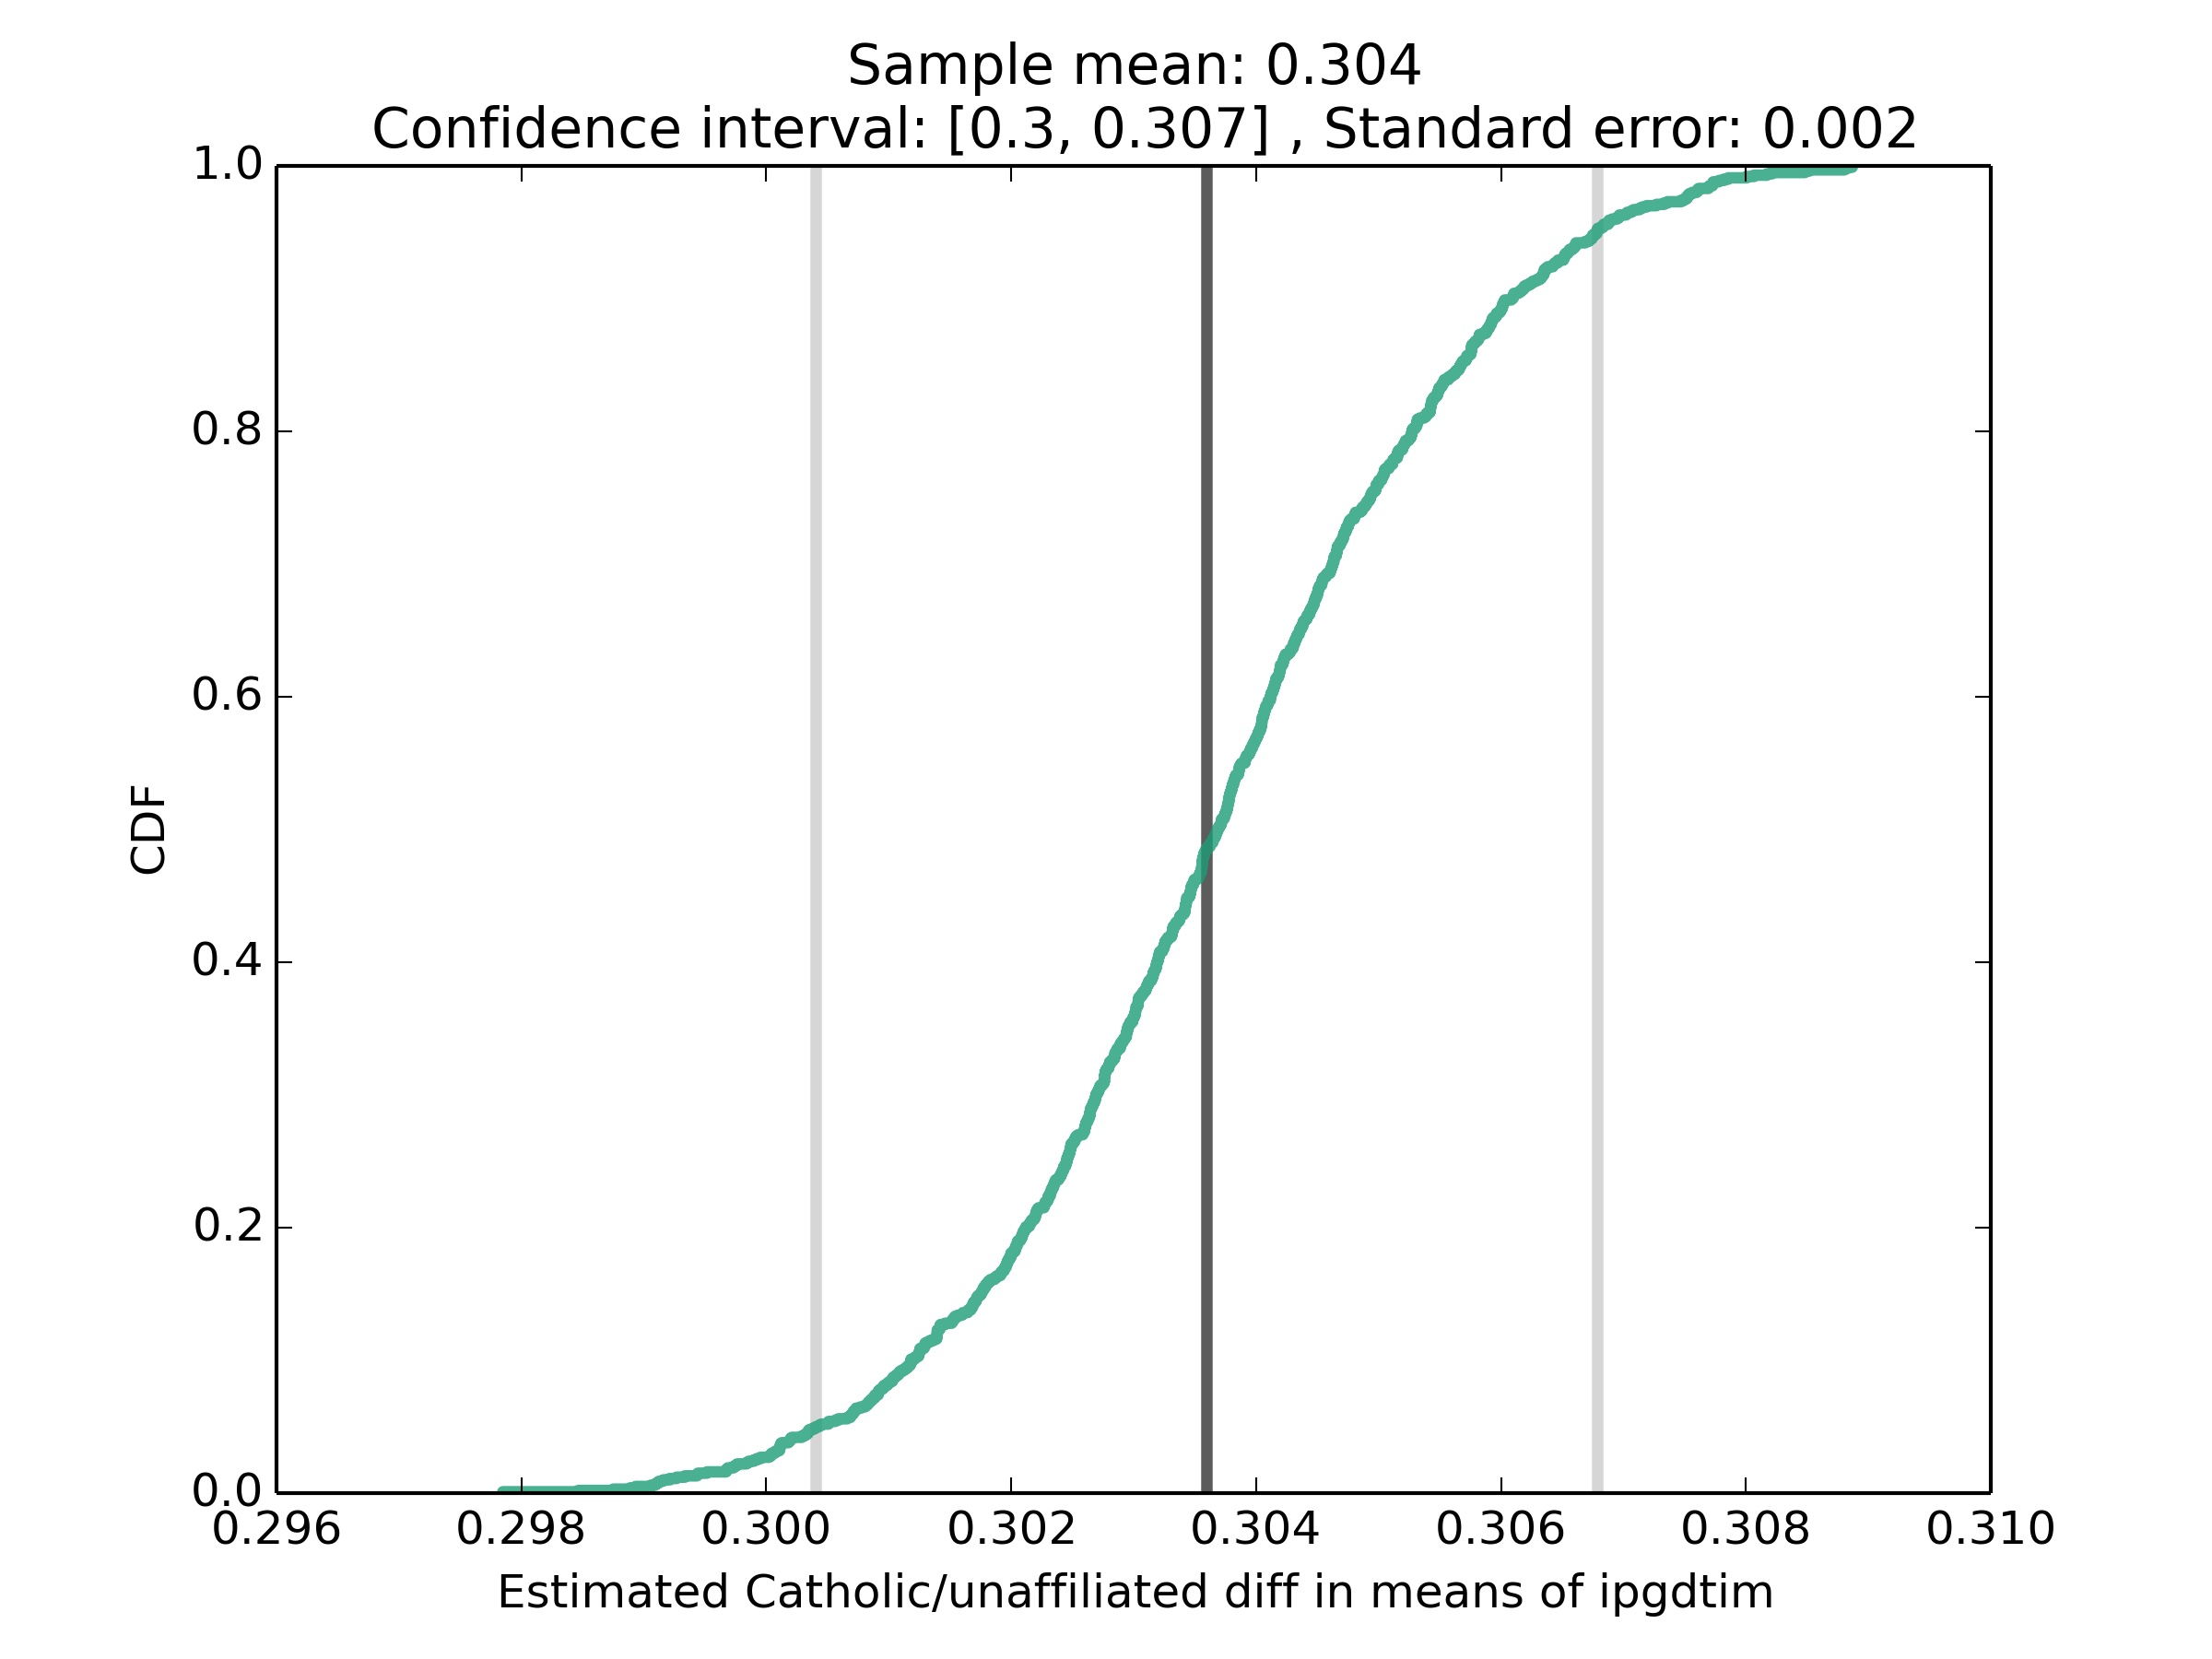 Sample mean: 0.304
Confidence interval: [0.3, 0.307] , Standard error: 0.002
1.0
0.8
0.6
0.4
0.2
0.0
CDF
0.296 0.298 0.300 0.302 0.304 0.306 0.308 0.310
Estimated Catholic/unaffiliated diff in means of ipgdtim